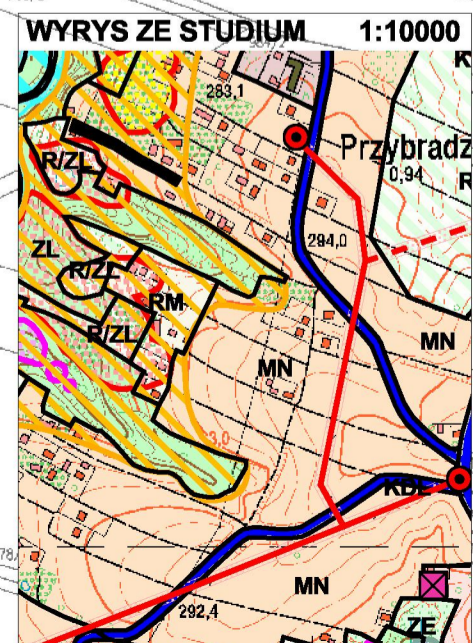 WYRYS ZE STUDIUM 1:10000
283,1
Przybradz
0,94
R/ZL
294,0
ZL
R/ZL
RM
R/ZL
MN
MN
KDL
MN
292,4
ZE